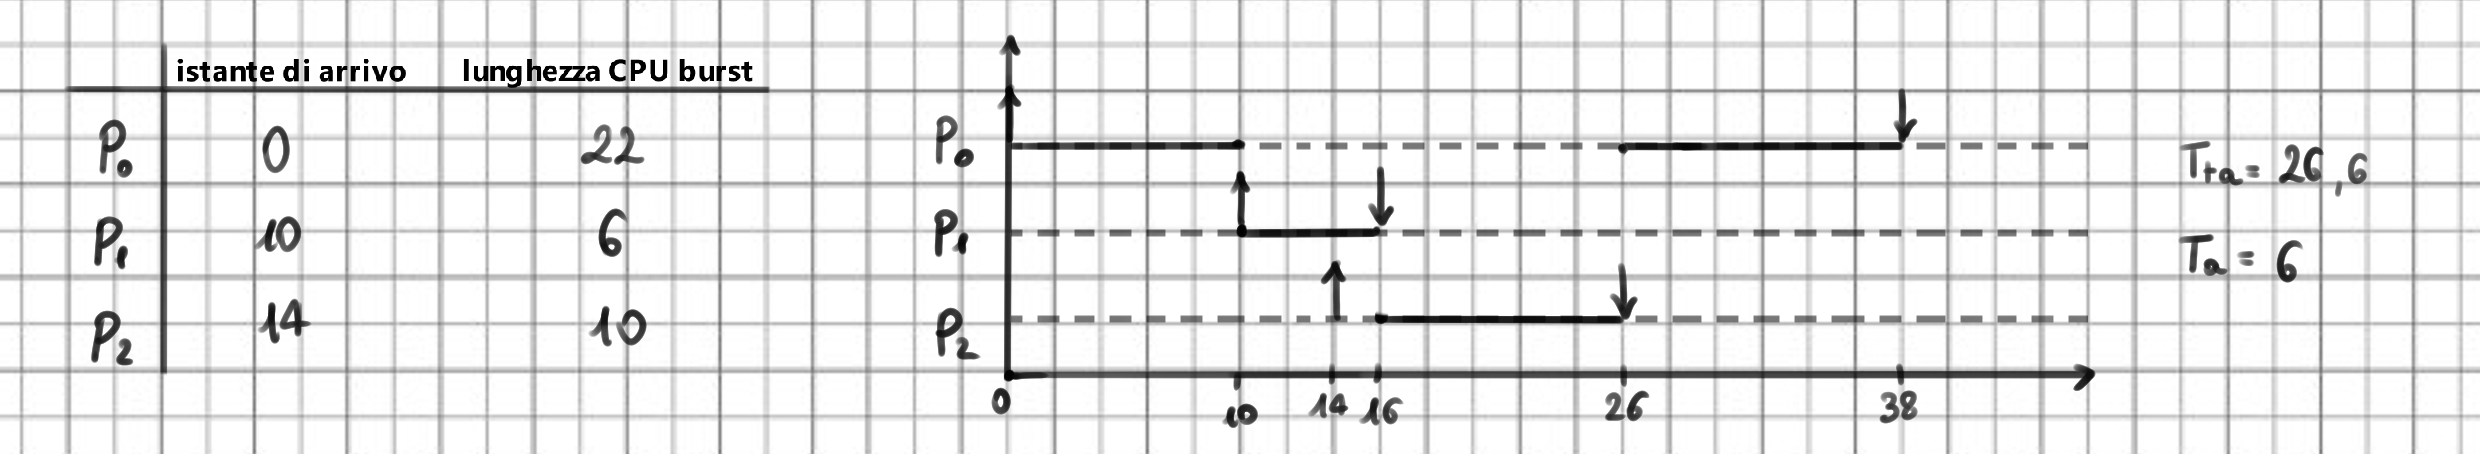 istante di arrivo lunghezza CPU burst
P₀ 0 22
P₁ 10 6
P₂ 14 10
P₀
P₁
P₂
0 10 14 16 26 38
Tₜₐ = 26,6
Tₐ = 6